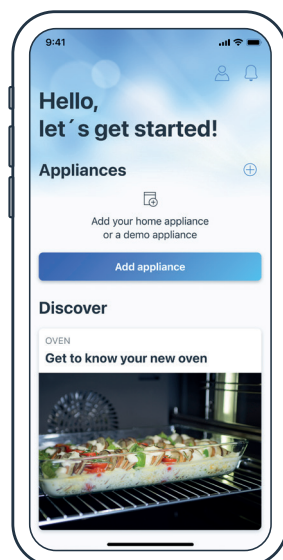 9:41
Hello,
let´s get started!
Appliances
Add your home appliance
or a demo appliance
Add appliance
Discover
OVEN
Get to know your new oven